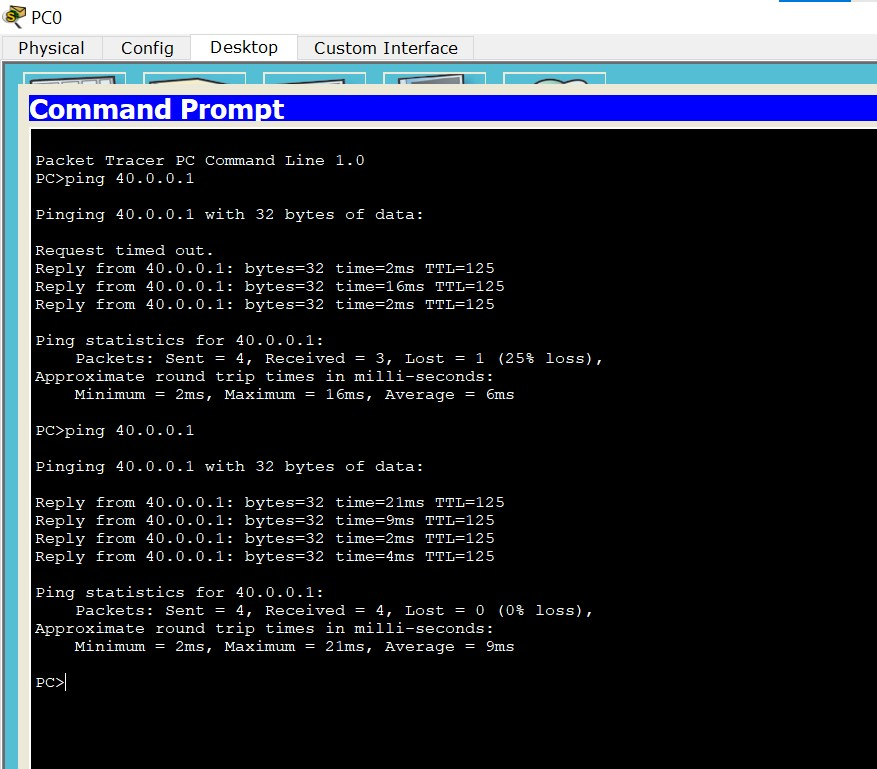 PC0
Physical Config Desktop Custom Interface
Command Prompt
Packet Tracer PC Command Line 1.0
PC>ping 40.0.0.1
Pinging 40.0.0.1 with 32 bytes of data:
Request timed out.
Reply from 40.0.0.1: bytes=32 time=2ms TTL=125
Reply from 40.0.0.1: bytes=32 time=16ms TTL=125
Reply from 40.0.0.1: bytes=32 time=2ms TTL=125
Ping statistics for 40.0.0.1:
Packets: Sent = 4, Received = 3, Lost = 1 (25% loss),
Approximate round trip times in milli-seconds:
Minimum = 2ms, Maximum = 16ms, Average = 6ms
PC>ping 40.0.0.1
Pinging 40.0.0.1 with 32 bytes of data:
Reply from 40.0.0.1: bytes=32 time=21ms TTL=125
Reply from 40.0.0.1: bytes=32 time=9ms TTL=125
Reply from 40.0.0.1: bytes=32 time=2ms TTL=125
Reply from 40.0.0.1: bytes=32 time=4ms TTL=125
Ping statistics for 40.0.0.1:
Packets: Sent = 4, Received = 4, Lost = 0 (0% loss),
Approximate round trip times in milli-seconds:
Minimum = 2ms, Maximum = 21ms, Average = 9ms
PC>